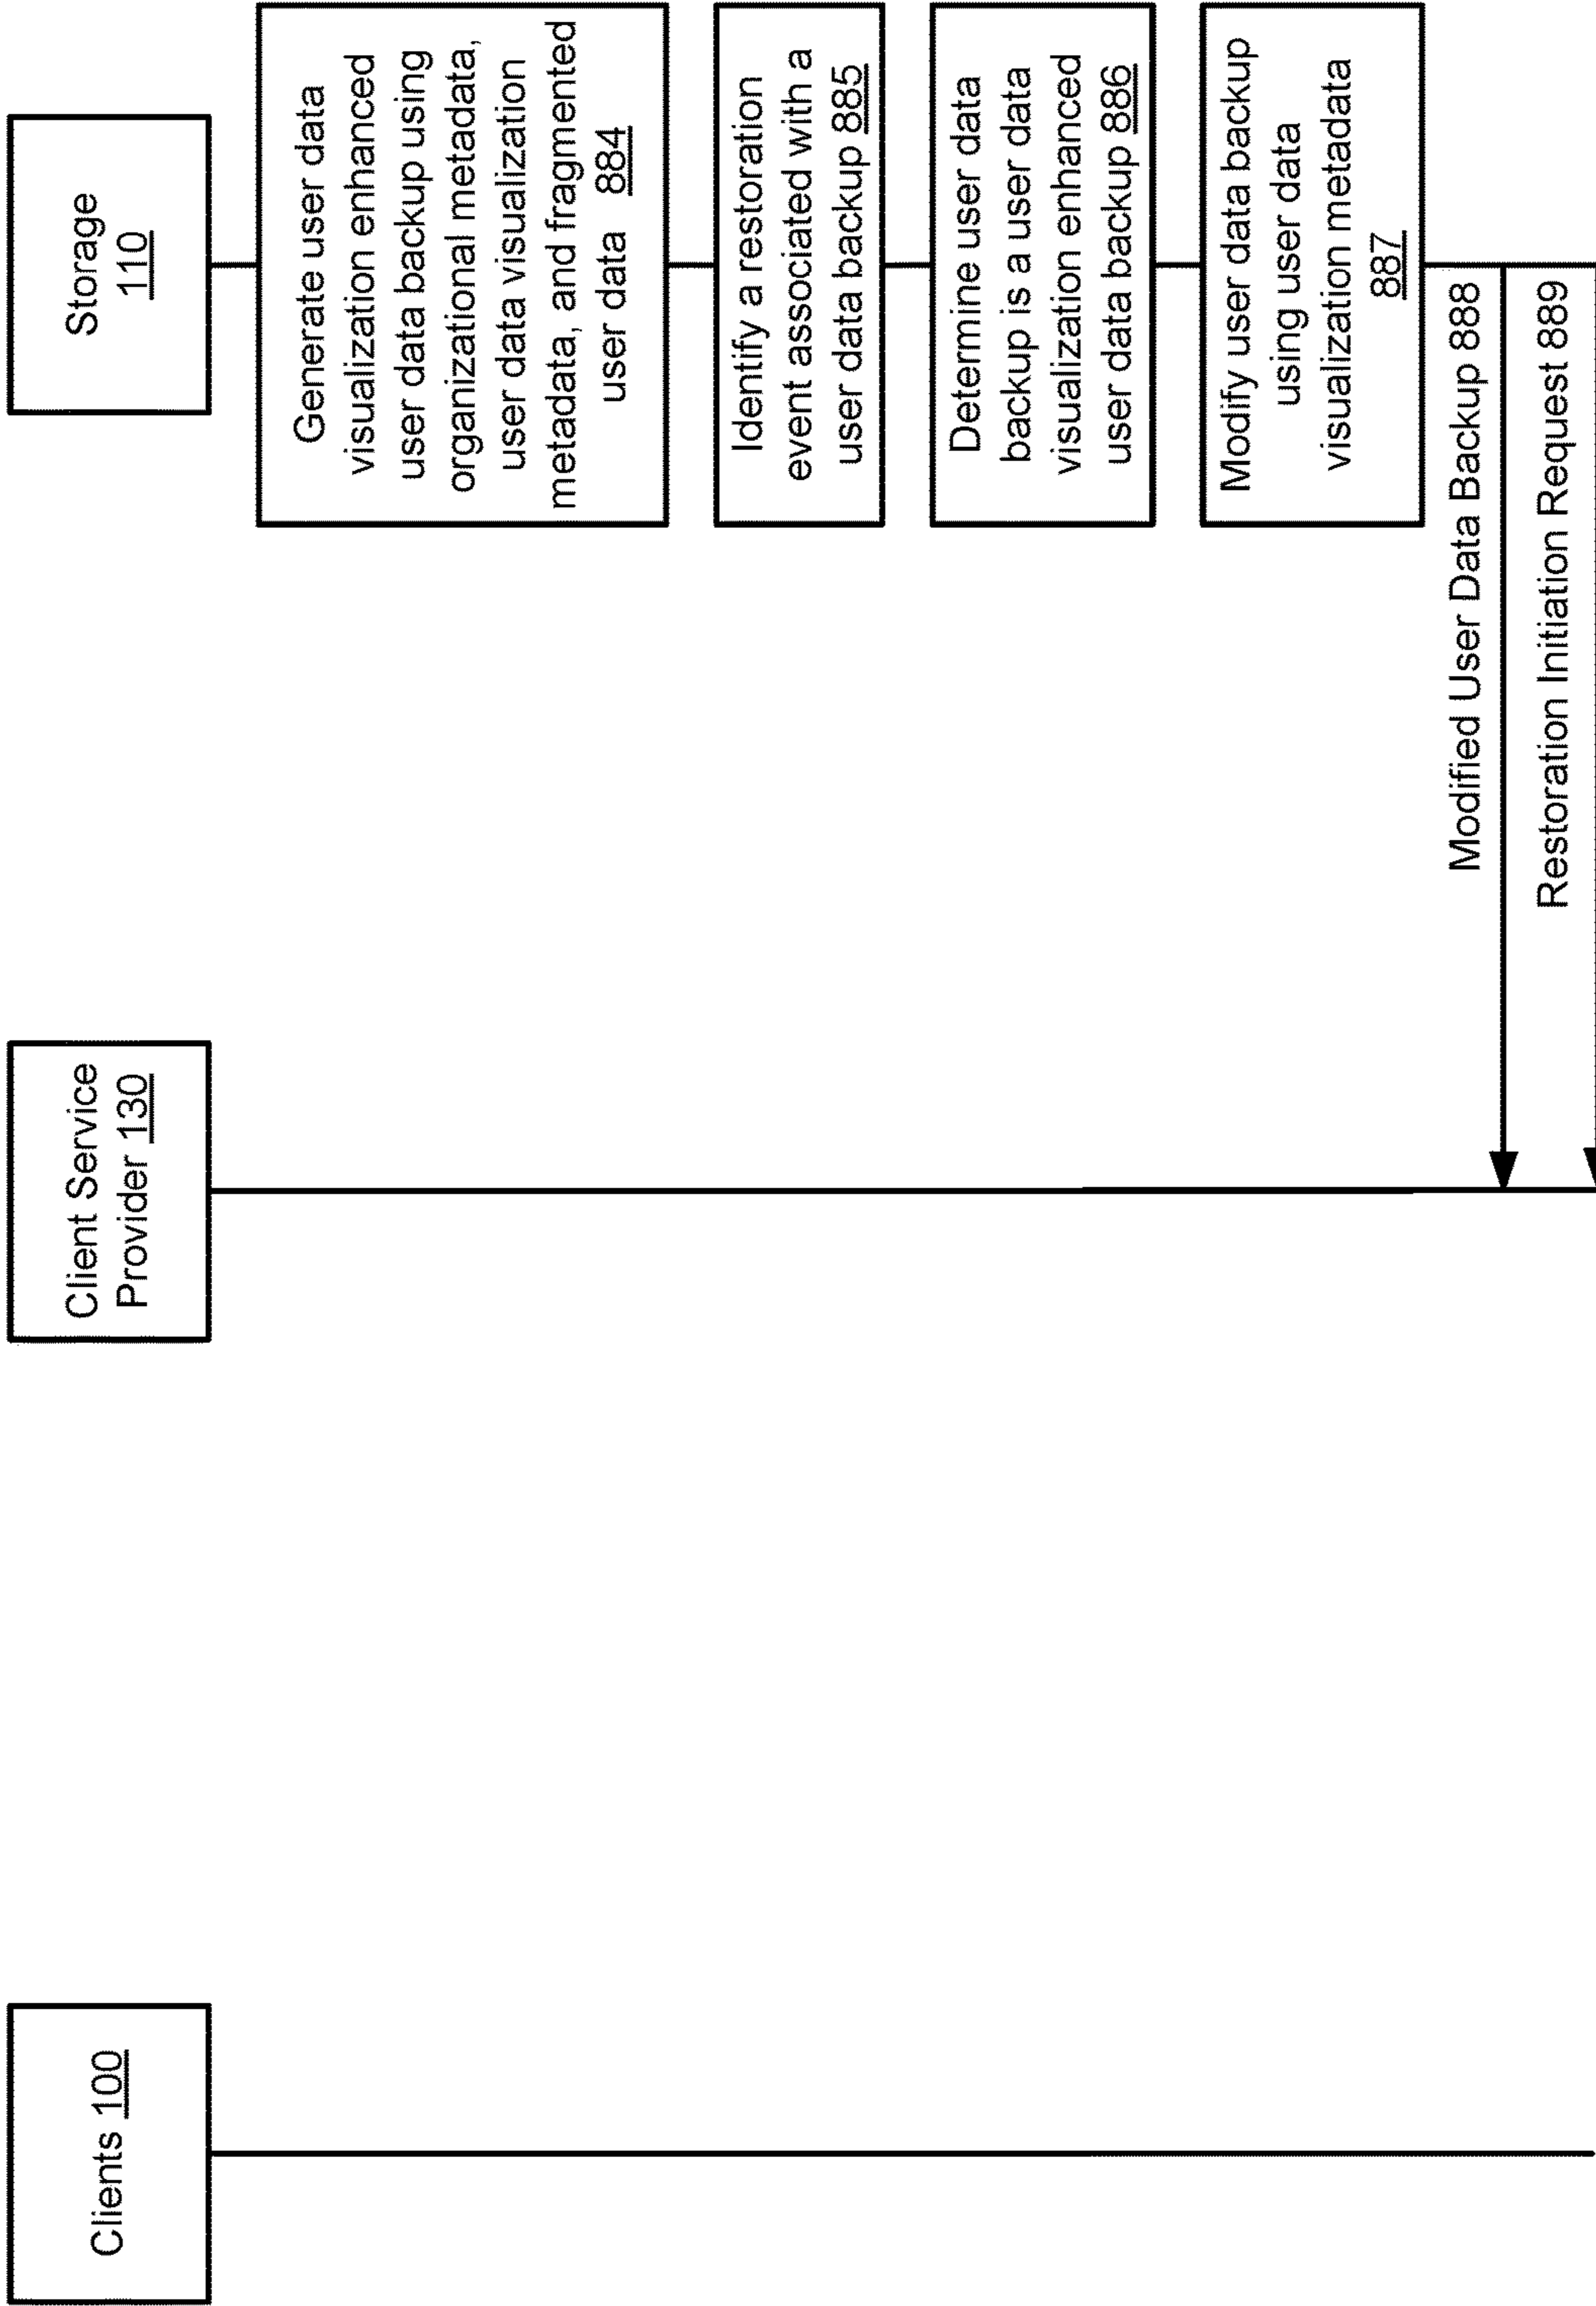 Clients 100
Client Service
Provider 130
Storage
110
Generate user data
visualization enhanced
user data backup using
organizational metadata,
user data visualization
metadata, and fragmented
user data 884
Identify a restoration
event associated with a
user data backup 885
Determine user data
backup is a user data
visualization enhanced
user data backup 886
Modify user data backup
using user data
visualization metadata
887
Modified User Data Backup 888
Restoration Initiation Request 889